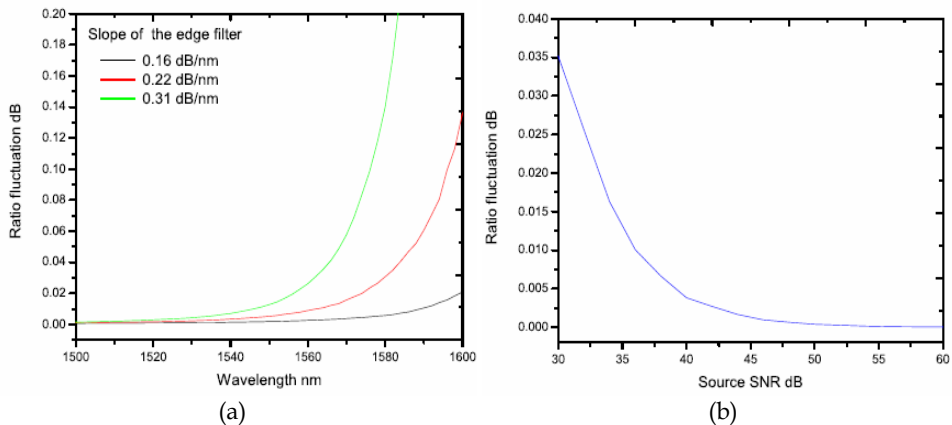 Slope of the edge filter
0.16 dB/nm
0.22 dB/nm
0.31 dB/nm
Ratio fluctuation dB
0.20
0.18
0.16
0.14
0.12
0.10
0.08
0.06
0.04
0.02
0.00
1500 1520 1540 1560 1580 1600
Wavelength nm
(a)
Ratio fluctuation dB
0.040
0.035
0.030
0.025
0.020
0.015
0.010
0.005
0.000
30 35 40 45 50 55 60
Source SNR dB
(b)